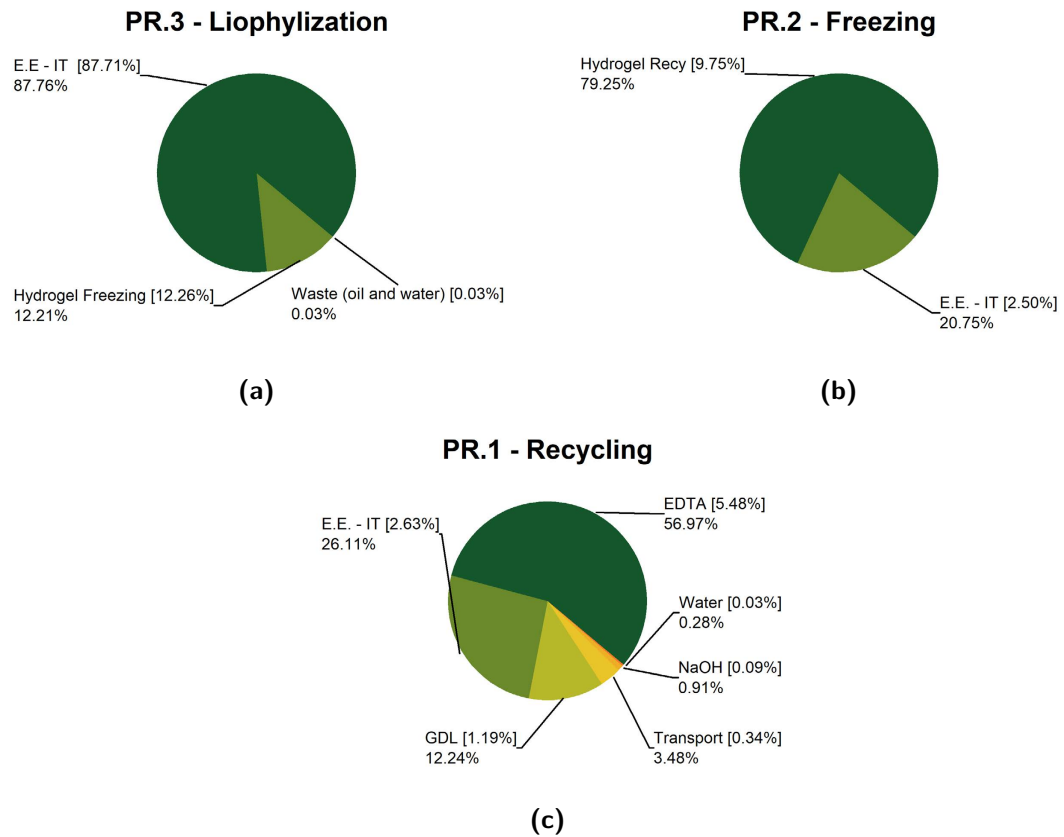 PR.3 - Liophylization
E.E - IT  [87.71%]
87.76%
Hydrogel Freezing [12.26%]
12.21%
Waste (oil and water) [0.03%]
0.03%
(a)
PR.2 - Freezing
Hydrogel Recy [9.75%]
79.25%
E.E. - IT [2.50%]
20.75%
(b)
PR.1 - Recycling
EDTA [5.48%]
56.97%
E.E. - IT [2.63%]
26.11%
Water [0.03%]
0.28%
NaOH [0.09%]
0.91%
GDL [1.19%]
12.24%
Transport [0.34%]
3.48%
(c)